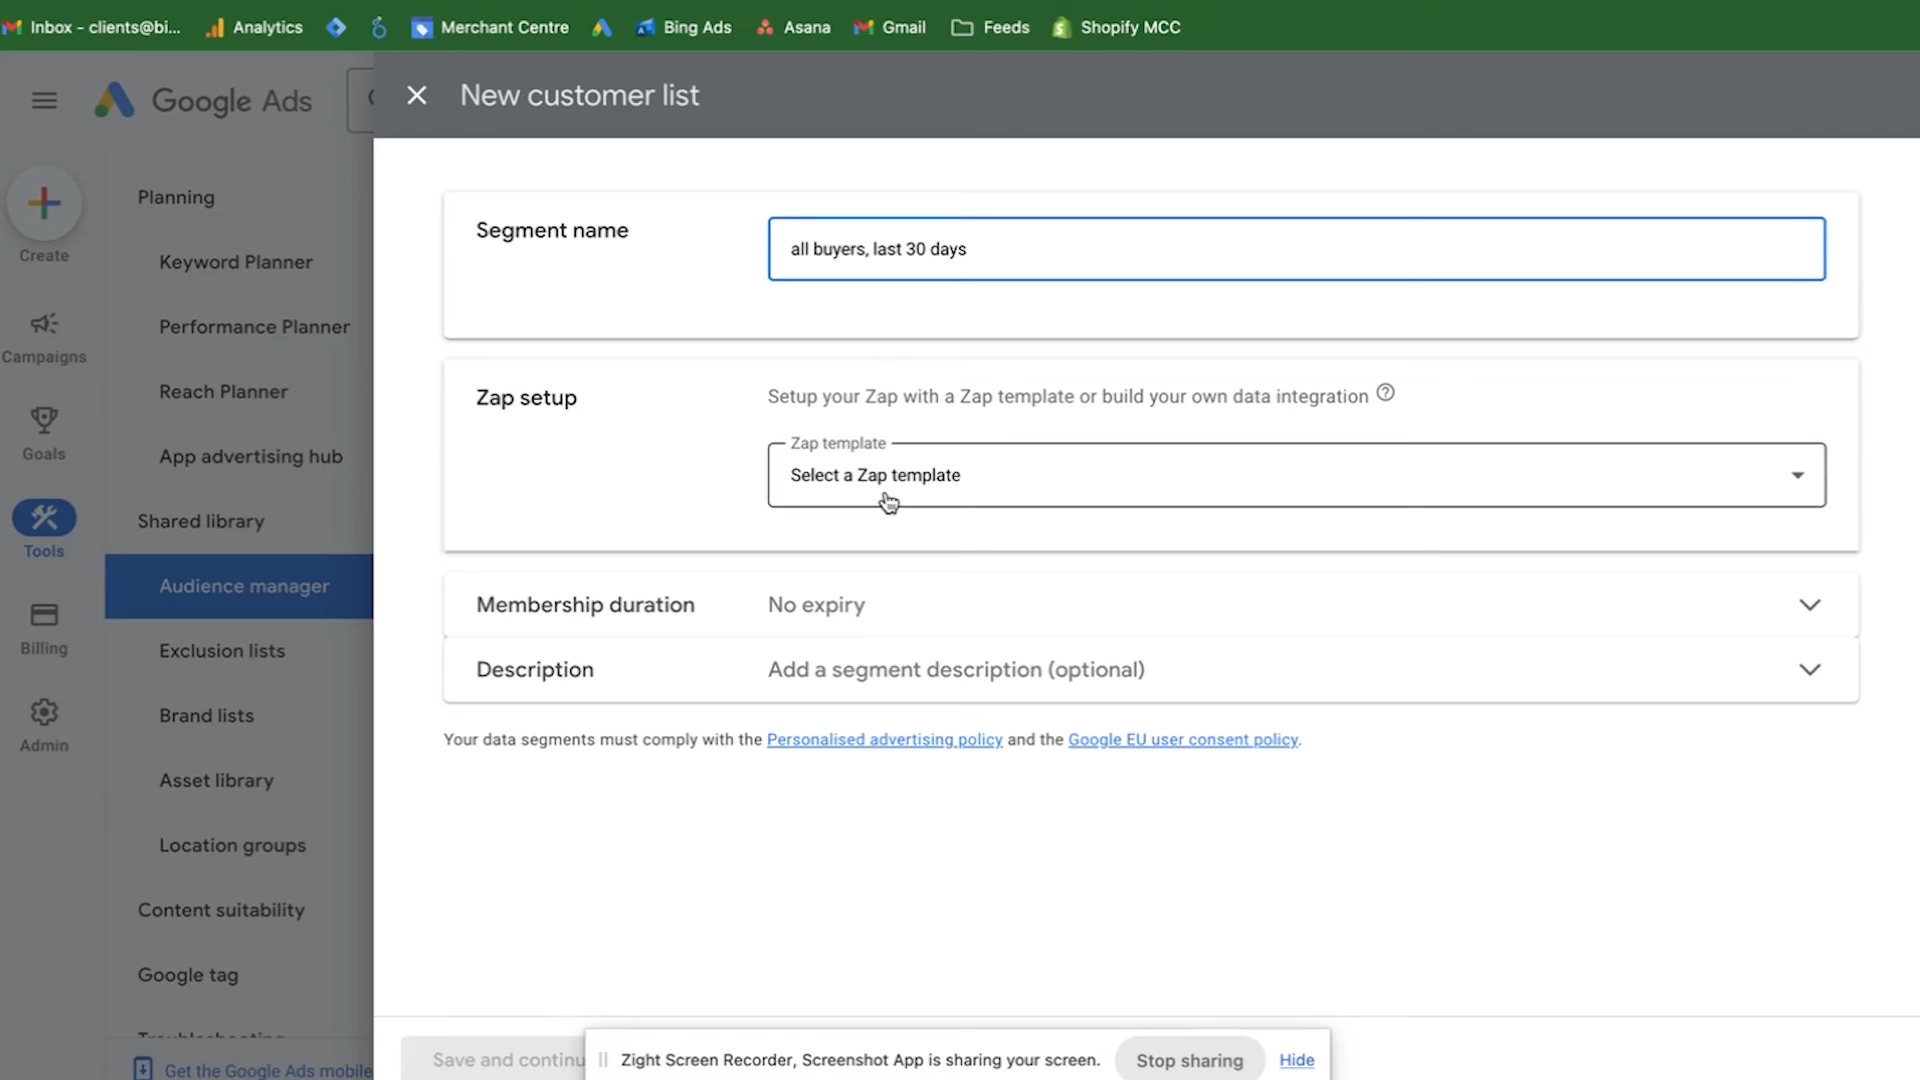 Inbox - clients@bi...
Analytics
Merchant Centre
Bing Ads
Asana
Gmail
Feeds
Shopify MCC
Google Ads
New customer list
Create
Campaigns
Goals
Tools
Billing
Admin
Planning
Keyword Planner
Performance Planner
Reach Planner
App advertising hub
Shared library
Audience manager
Exclusion lists
Brand lists
Asset library
Location groups
Content suitability
Google tag
Troubleshooting
Get the Google Ads mobile
Segment name
all buyers, last 30 days
Zap setup
Setup your Zap with a Zap template or build your own data integration
Zap template
Select a Zap template
Membership duration
No expiry
Description
Add a segment description (optional)
Your data segments must comply with the Personalised advertising policy and the Google EU user consent policy.
Save and continu
Zight Screen Recorder, Screenshot App is sharing your screen.
Stop sharing
Hide